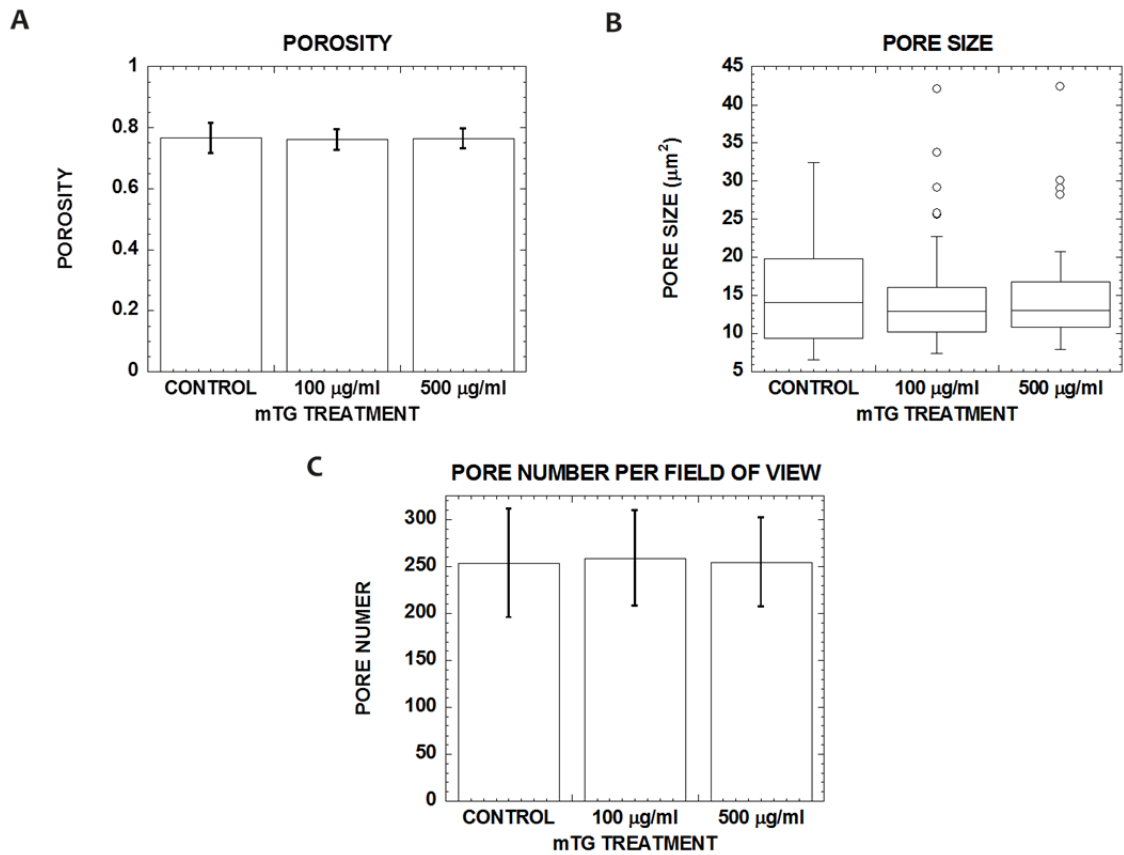 A
POROSITY
POROSITY
1
0.8
0.6
0.4
0.2
0
CONTROL 100 µg/ml 500 µg/ml
mTG TREATMENT
B
PORE SIZE
PORE SIZE (µm²)
45
40
35
30
25
20
15
10
5
CONTROL 100 µg/ml 500 µg/ml
mTG TREATMENT
C
PORE NUMBER PER FIELD OF VIEW
PORE NUMER
300
250
200
150
100
50
0
CONTROL 100 µg/ml 500 µg/ml
mTG TREATMENT